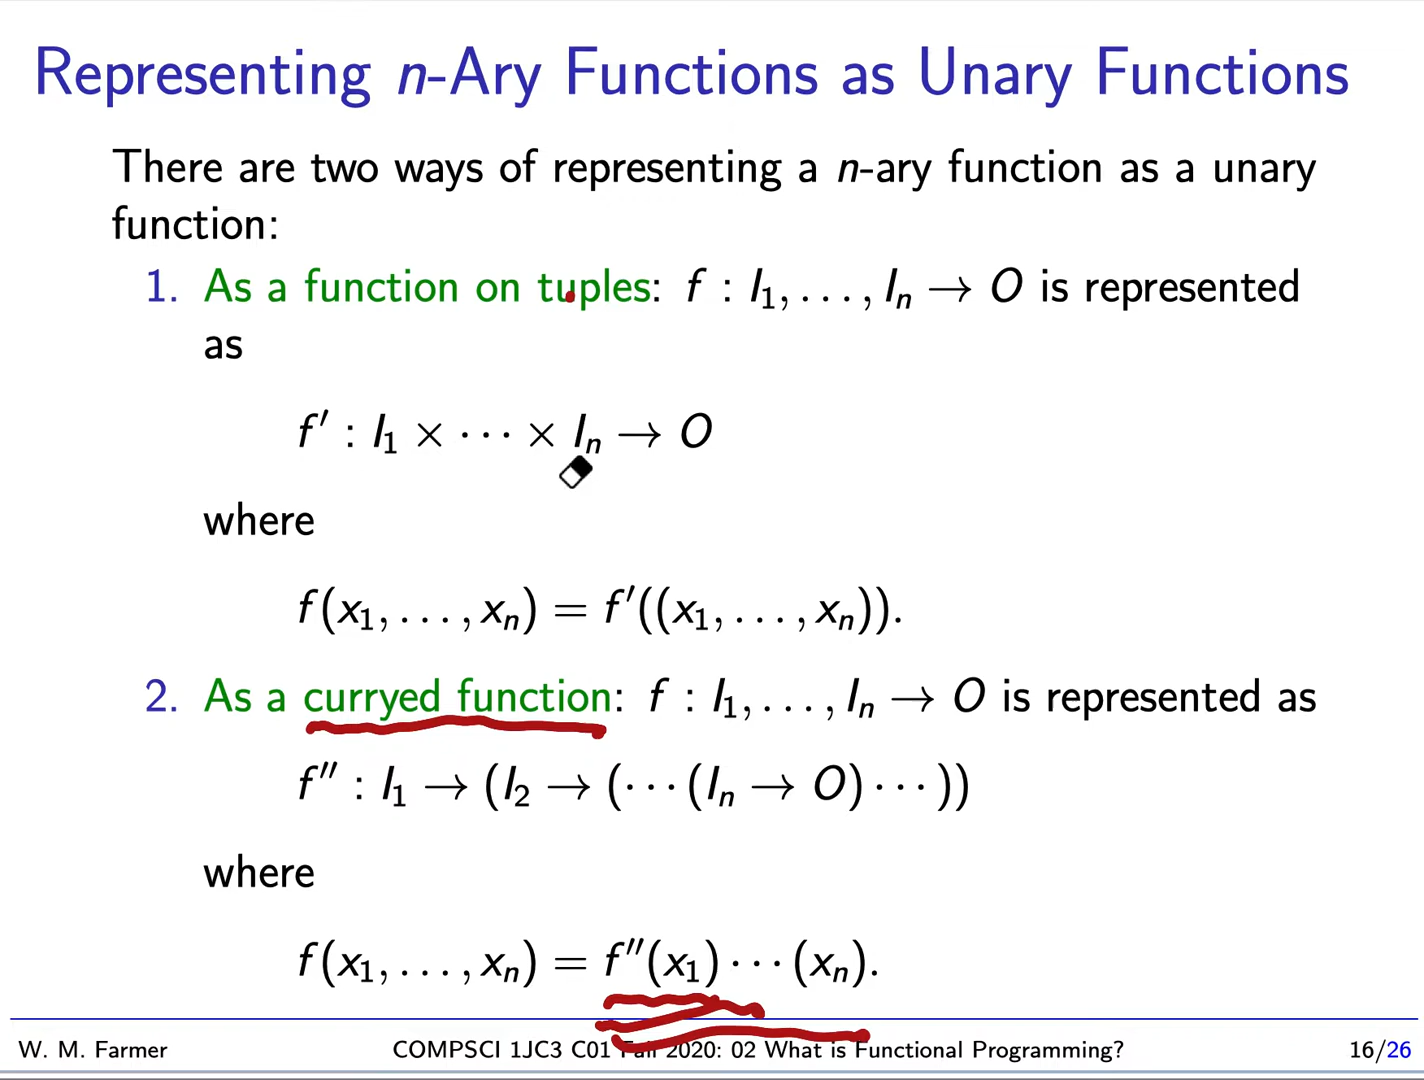 Representing n-Ary Functions as Unary Functions
There are two ways of representing a n-ary function as a unary
function:
1. As a function on tuples: f : I₁, . . . , Iₙ → O is represented
as
f′ : I₁ × · · · × Iₙ → O
where
f(x₁, . . . , xₙ) = f′((x₁, . . . , xₙ)).
2. As a curryed function: f : I₁, . . . , Iₙ → O is represented as
f″ : I₁ → (I₂ → (· · · (Iₙ → O) · · · ))
where
f(x₁, . . . , xₙ) = f″(x₁) · · · (xₙ).
W. M. Farmer COMPSCI 1JC3 C01 Fall 2020: 02 What is Functional Programming? 16/26